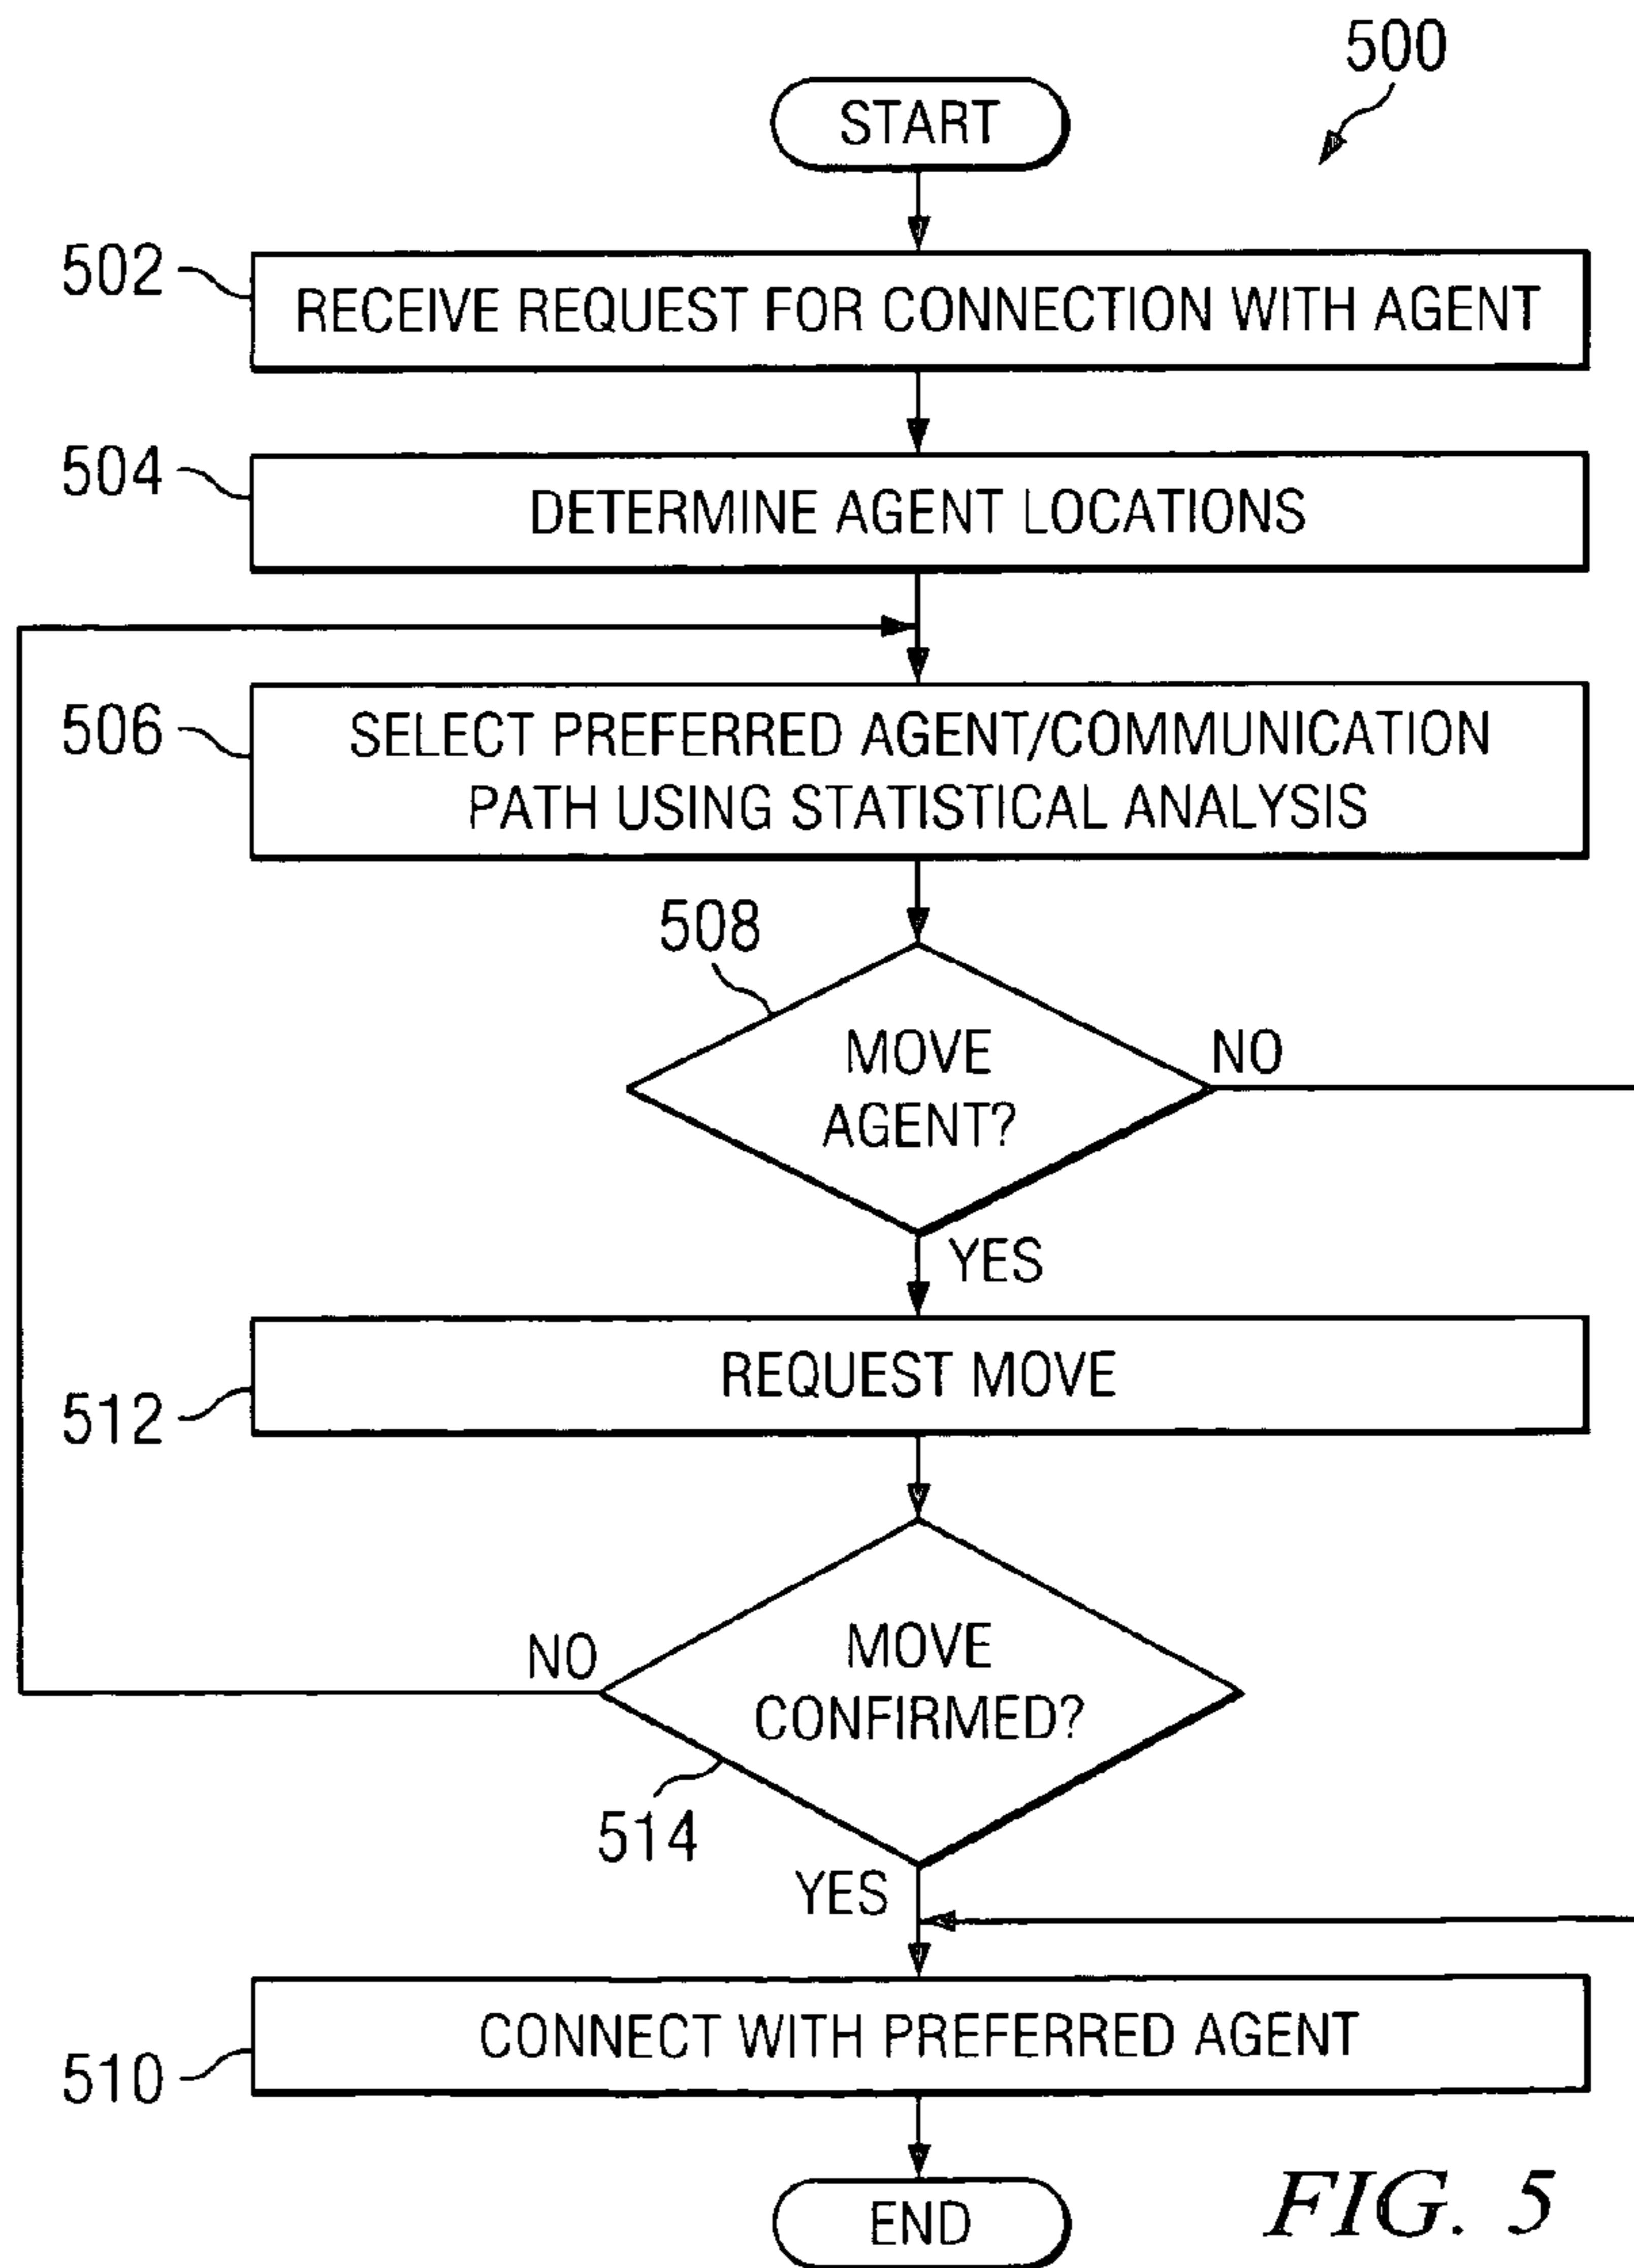 500
START
502
RECEIVE REQUEST FOR CONNECTION WITH AGENT
504
DETERMINE AGENT LOCATIONS
506
SELECT PREFERRED AGENT/COMMUNICATION
PATH USING STATISTICAL ANALYSIS
508
MOVE
AGENT?
NO
YES
REQUEST MOVE
512
MOVE
CONFIRMED?
NO
514
YES
CONNECT WITH PREFERRED AGENT
510
END
FIG. 5